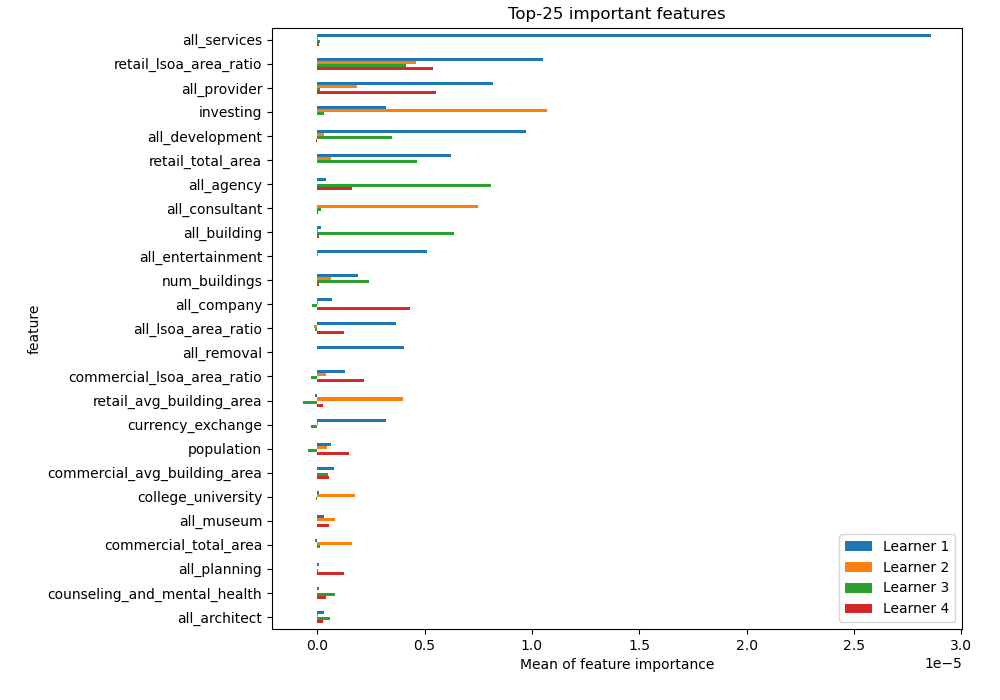 Top-25 important features
all_services
retail_lsoa_area_ratio
all_provider
investing
all_development
retail_total_area
all_agency
all_consultant
all_building
all_entertainment
num_buildings
all_company
all_lsoa_area_ratio
all_removal
commercial_lsoa_area_ratio
retail_avg_building_area
currency_exchange
population
commercial_avg_building_area
college_university
all_museum
commercial_total_area
all_planning
counseling_and_mental_health
all_architect
feature
Learner 1
Learner 2
Learner 3
Learner 4
0.0 0.5 1.0 1.5 2.0 2.5 3.0
1e−5
Mean of feature importance